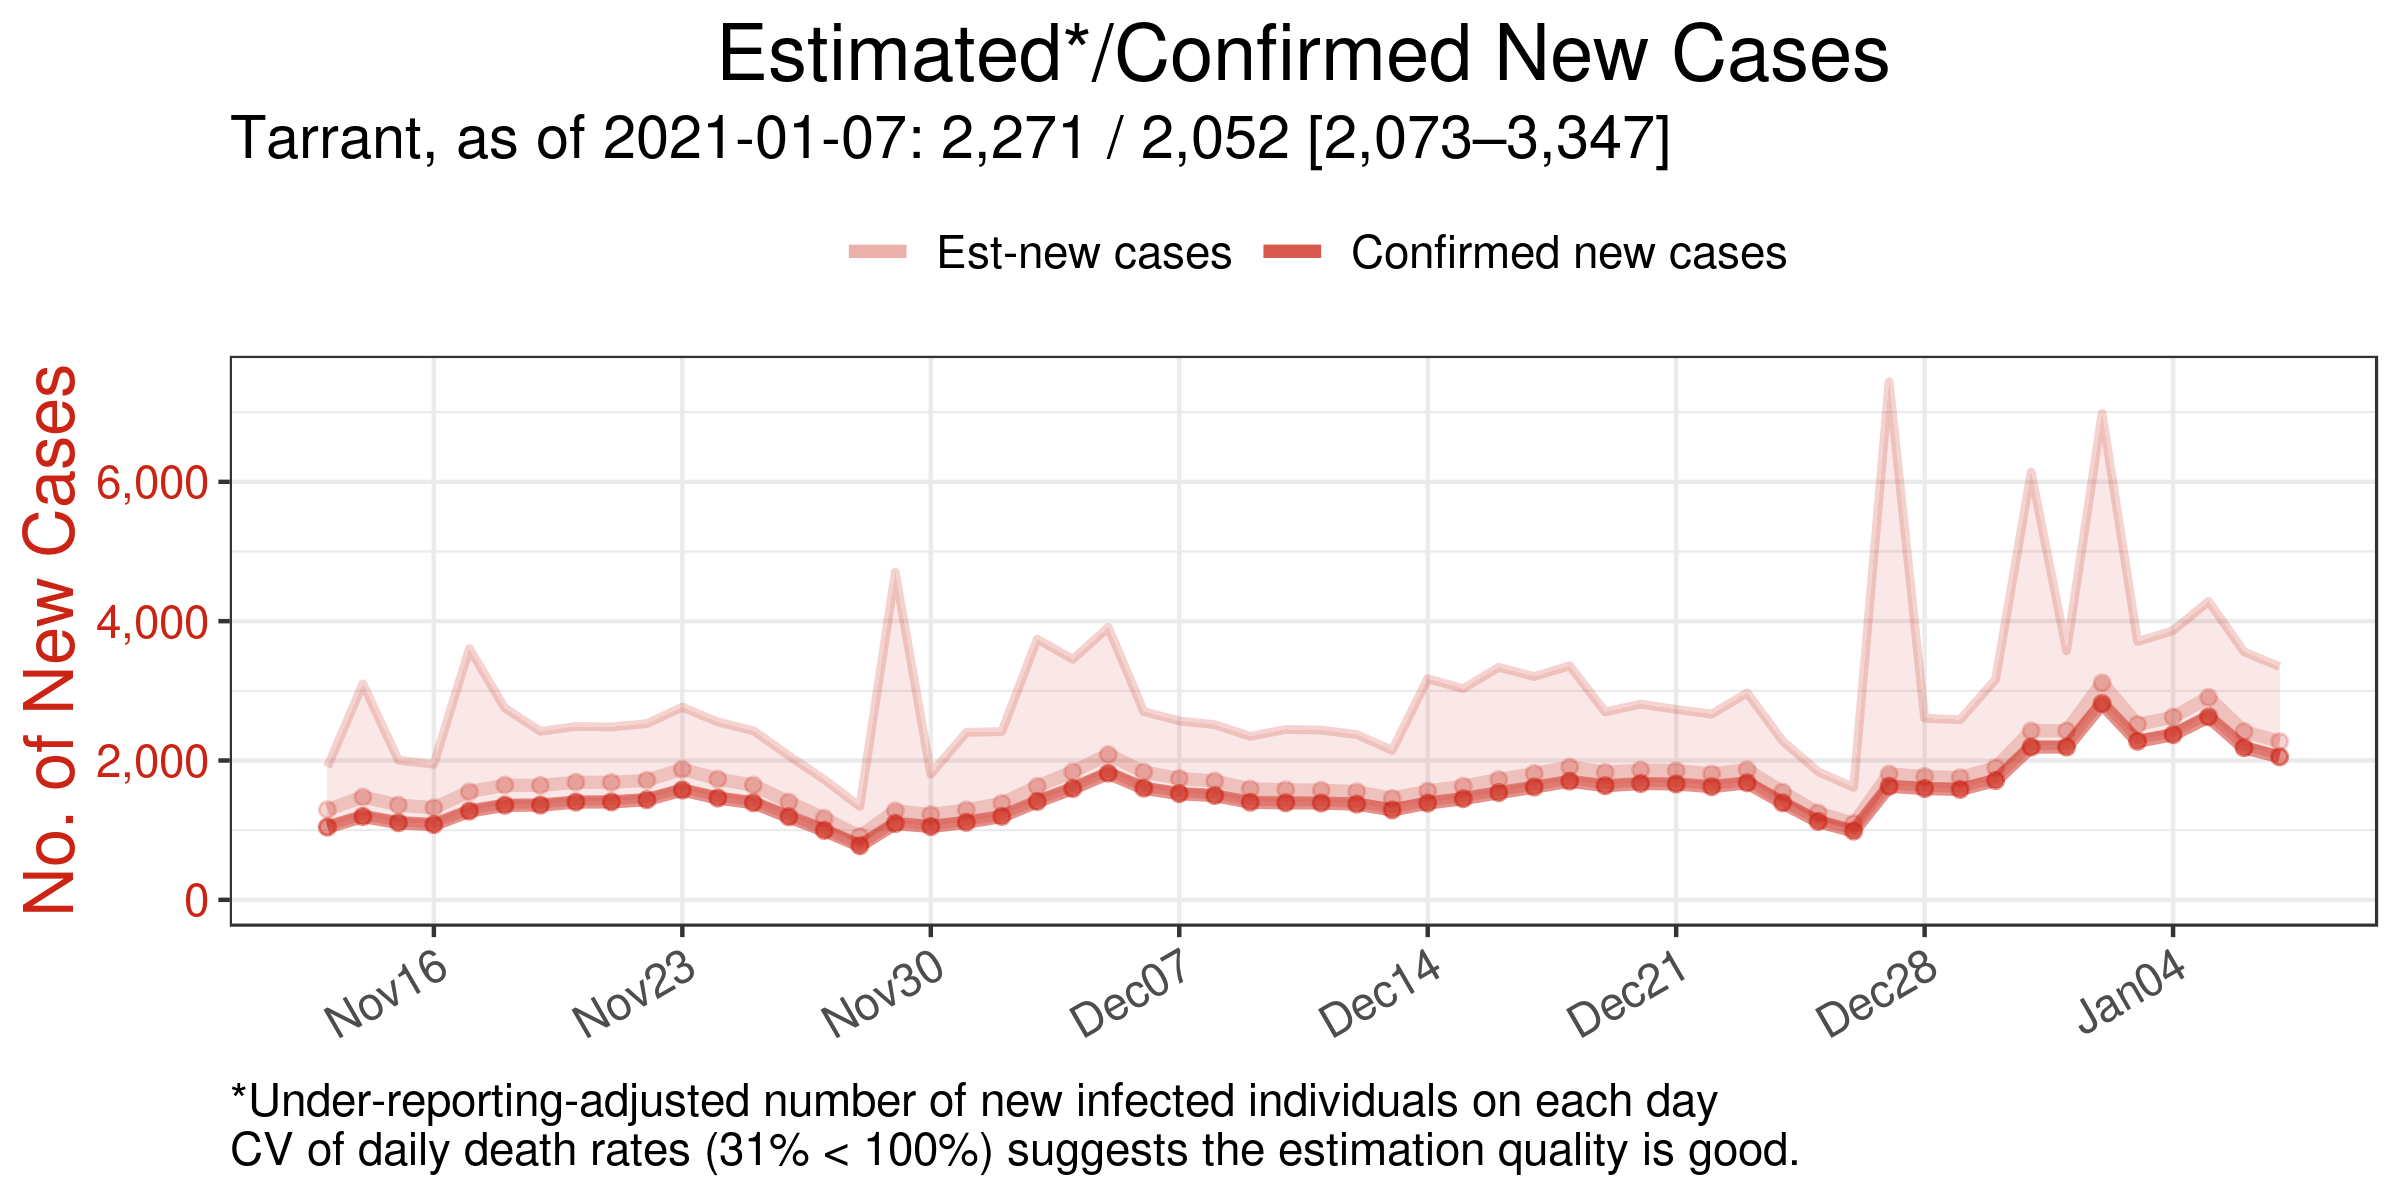 Estimated*/Confirmed New Cases
Tarrant, as of 2021-01-07: 2,271 / 2,052 [2,073–3,347]
Est-new cases Confirmed new cases
No. of New Cases
6,000
4,000
2,000
0
Nov16 Nov23 Nov30 Dec07 Dec14 Dec21 Dec28 Jan04
*Under-reporting-adjusted number of new infected individuals on each day
CV of daily death rates (31% < 100%) suggests the estimation quality is good.